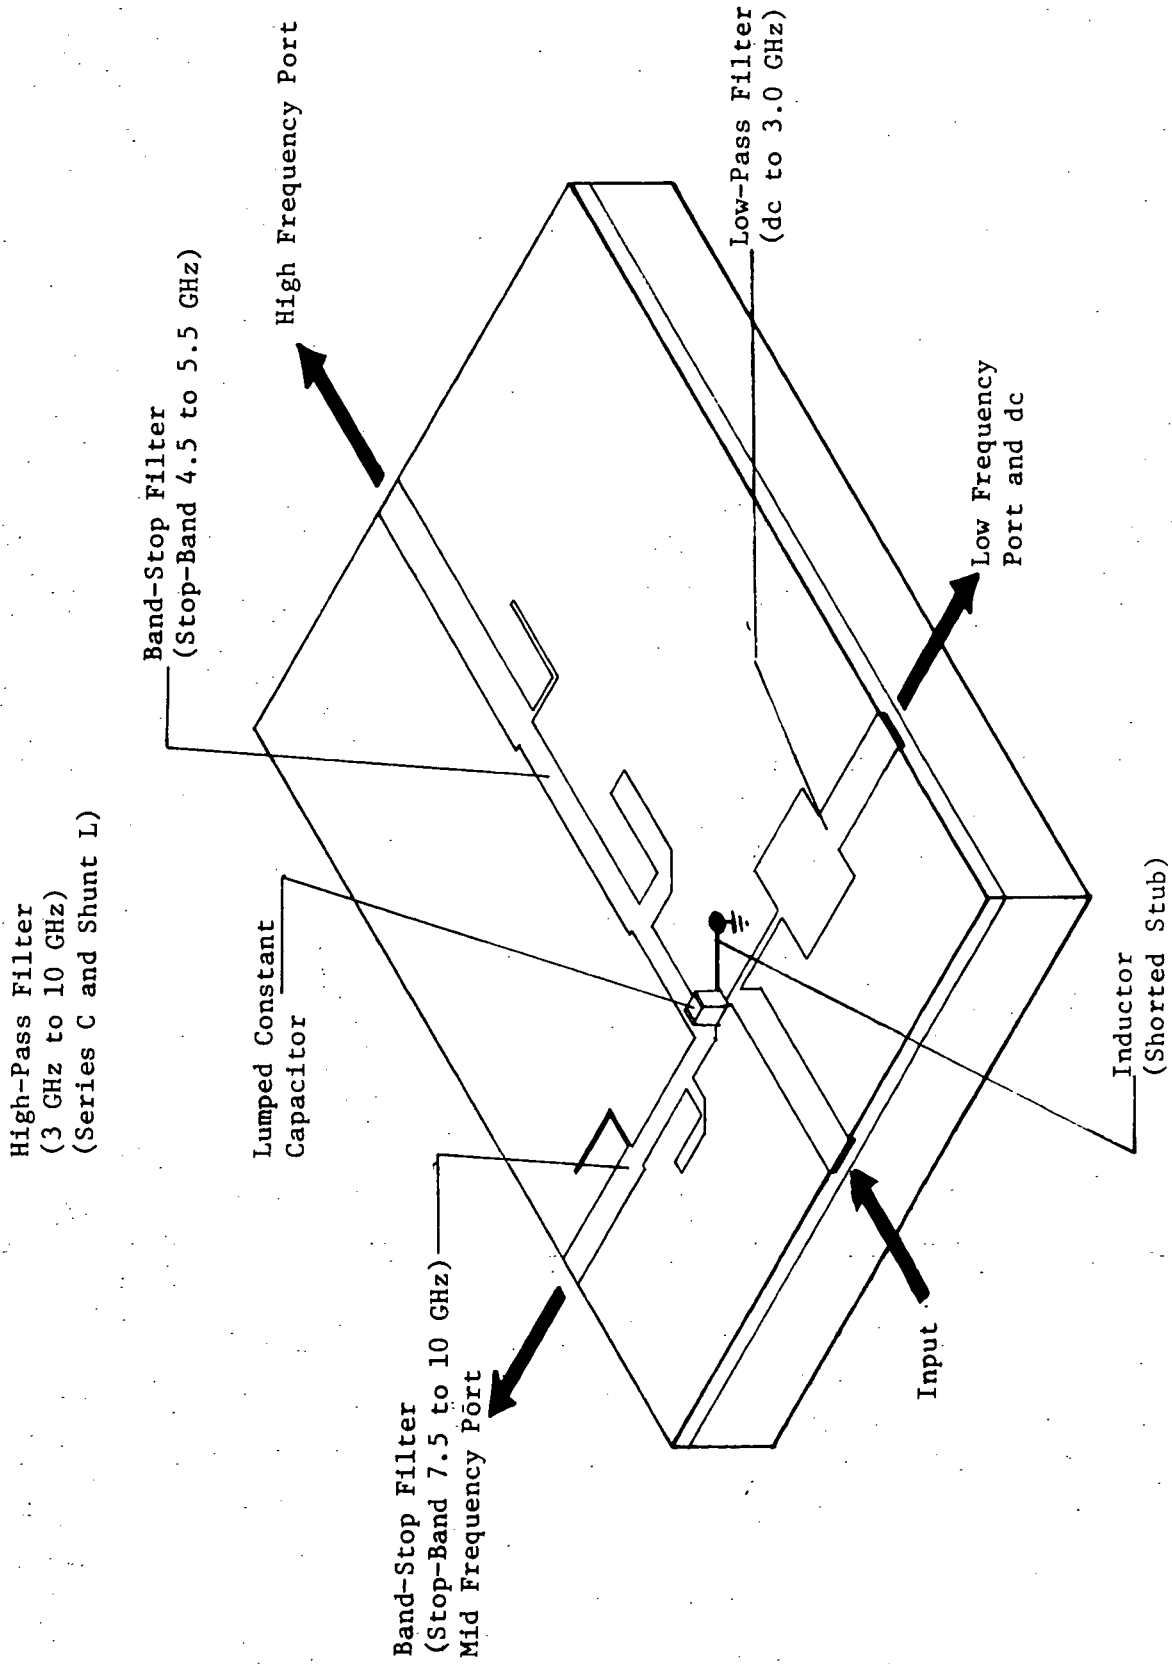 High-Pass Filter
(3 GHz to 10 GHz)
(Series C and Shunt L)
Band-Stop Filter
(Stop-Band 4.5 to 5.5 GHz)
High Frequency Port
Lumped Constant
Capacitor
Band-Stop Filter
(Stop-Band 7.5 to 10 GHz)
Mid Frequency Port
Low-Pass Filter
(dc to 3.0 GHz)
Input
Low Frequency
Port and dc
Inductor
(Shorted Stub)